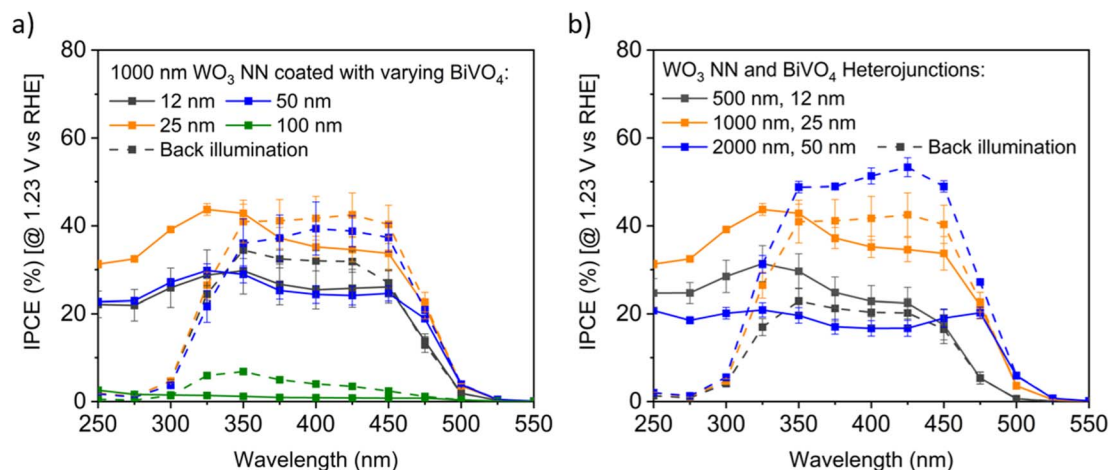 a)
IPCE (%) [@ 1.23 V vs RHE]
80
60
40
20
0
1000 nm WO₃ NN coated with varying BiVO₄:
12 nm 50 nm
25 nm 100 nm
Back illumination
250 300 350 400 450 500 550
Wavelength (nm)
b)
IPCE (%) [@ 1.23 V vs RHE]
80
60
40
20
0
WO₃ NN and BiVO₄ Heterojunctions:
500 nm, 12 nm
1000 nm, 25 nm
2000 nm, 50 nm Back illumination
250 300 350 400 450 500 550
Wavelength (nm)